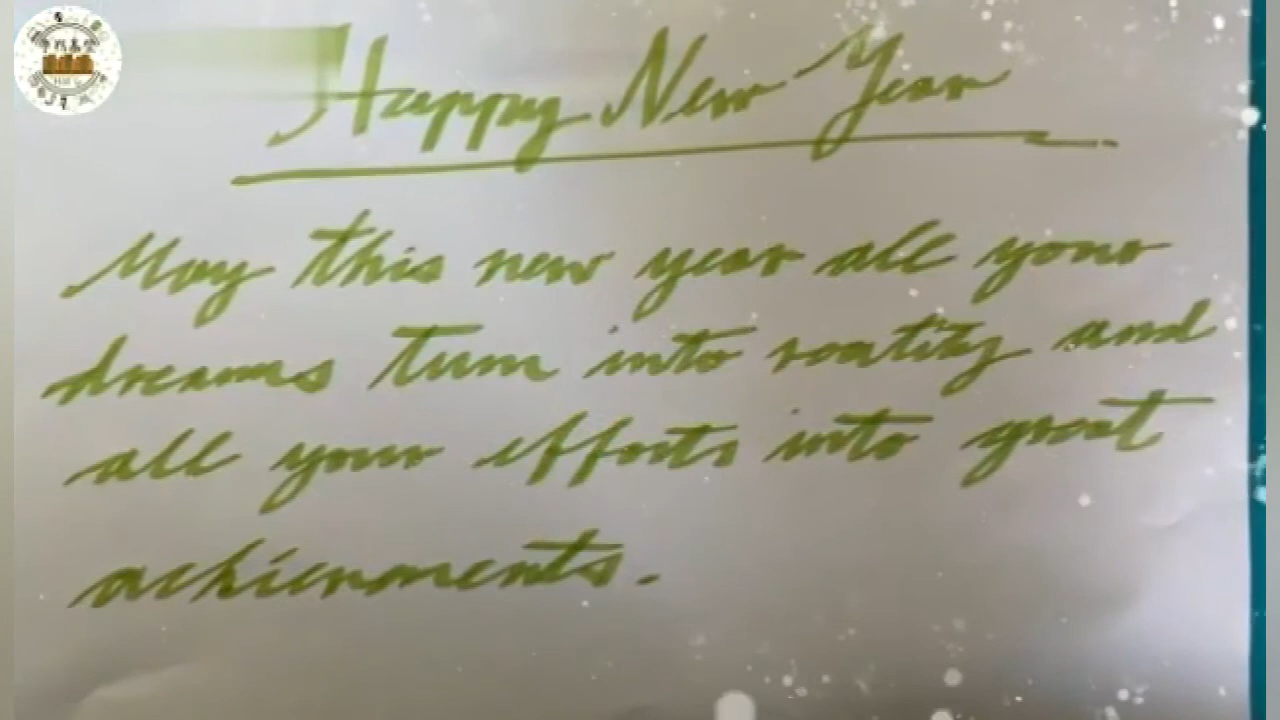 Happy New Year
May this new year all your
dreams turn into reality and
all your efforts into great
achievements.